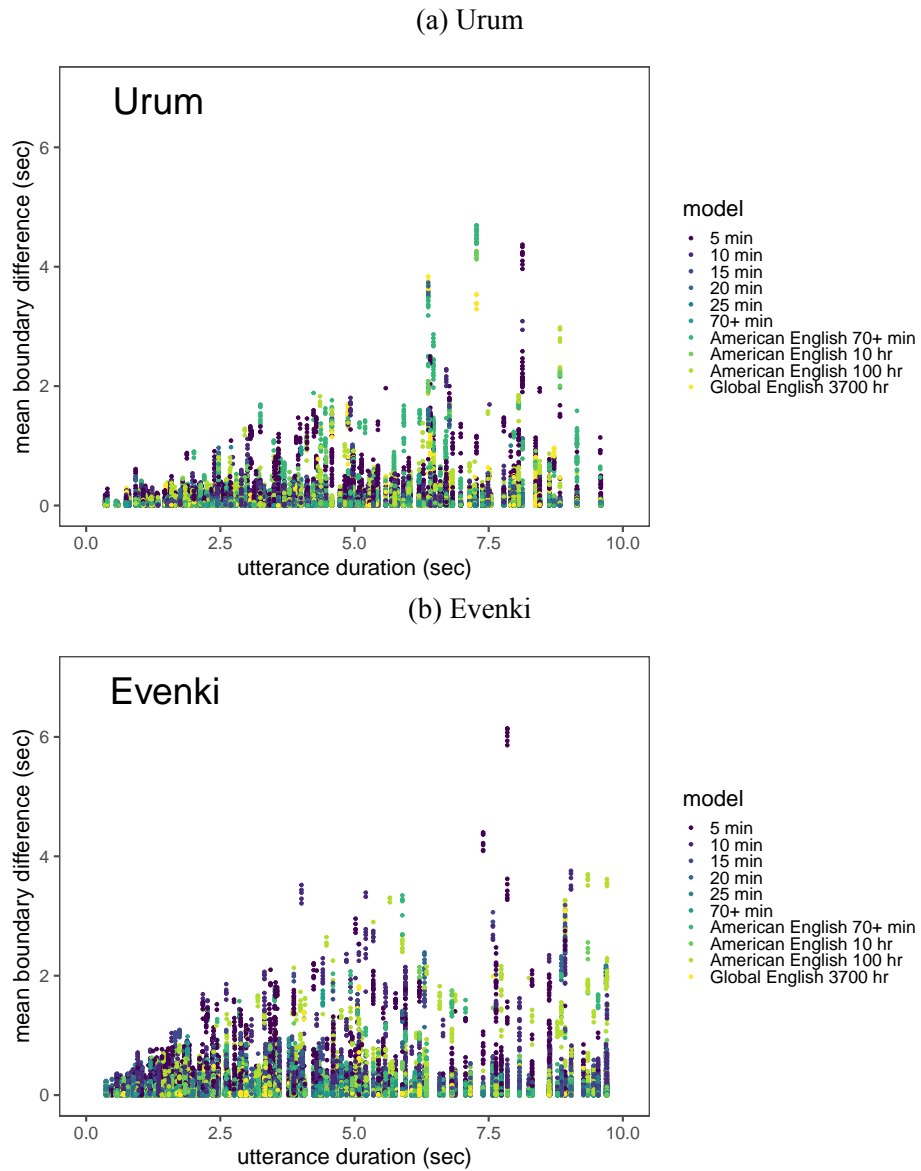 (a) Urum
Urum
mean boundary difference (sec)
6
4
2
0
0.0 2.5 5.0 7.5 10.0
utterance duration (sec)
model
5 min
10 min
15 min
20 min
25 min
70+ min
American English 70+ min
American English 10 hr
American English 100 hr
Global English 3700 hr
(b) Evenki
Evenki
mean boundary difference (sec)
6
4
2
0
0.0 2.5 5.0 7.5 10.0
utterance duration (sec)
model
5 min
10 min
15 min
20 min
25 min
70+ min
American English 70+ min
American English 10 hr
American English 100 hr
Global English 3700 hr